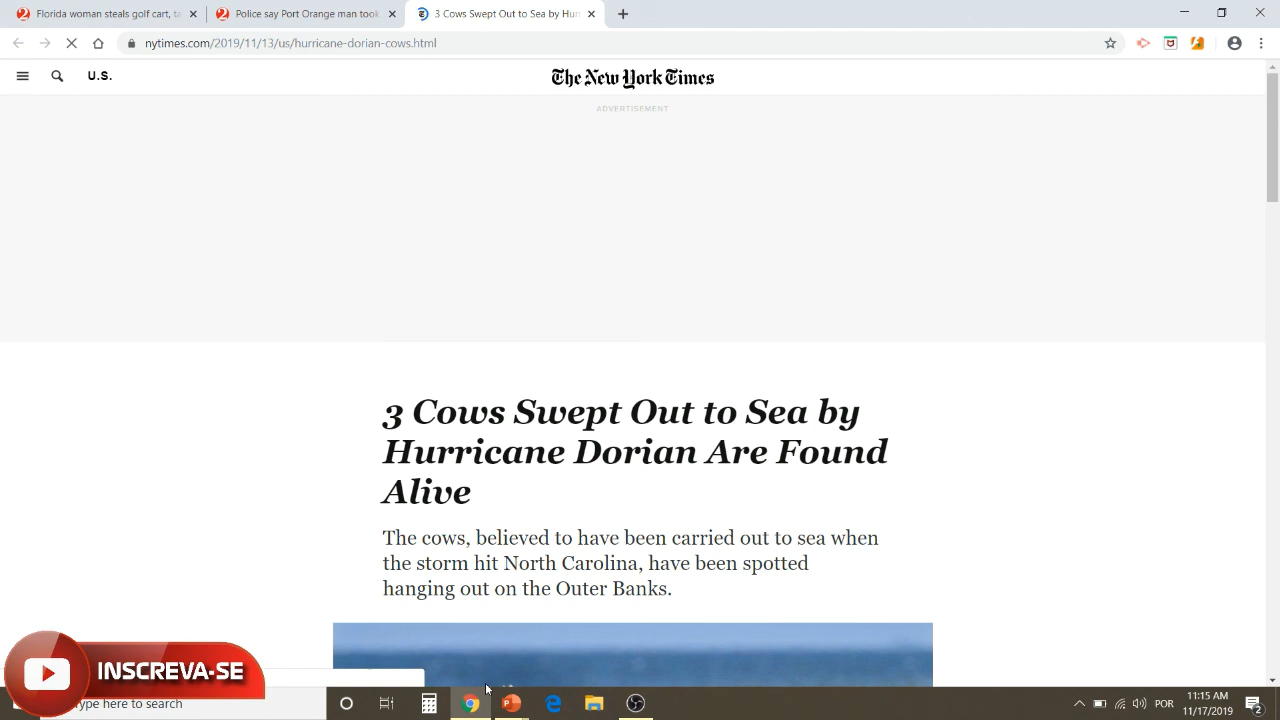 Florida woman steals golf cart, ta
Police say Port Orange man took
3 Cows Swept Out to Sea by Hurr
nytimes.com/2019/11/13/us/hurricane-dorian-cows.html
U.S.
The New York Times
ADVERTISEMENT
3 Cows Swept Out to Sea by
Hurricane Dorian Are Found
Alive
The cows, believed to have been carried out to sea when
the storm hit North Carolina, have been spotted
hanging out on the Outer Banks.
INSCREVA-SE
ype here to search
POR
11:15 AM
11/17/2019
2